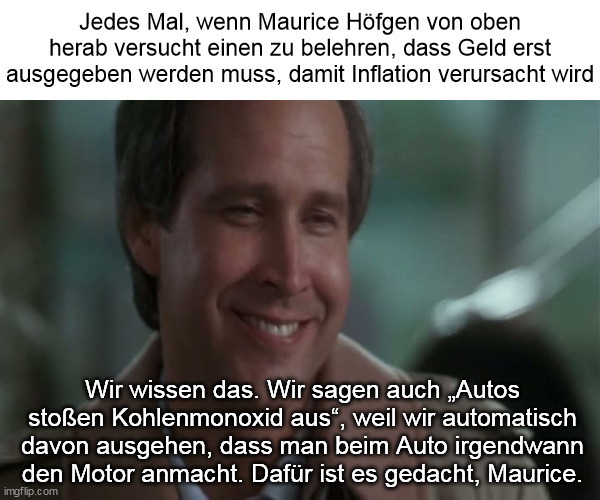 Jedes Mal, wenn Maurice Höfgen von oben
herab versucht einen zu belehren, dass Geld erst
ausgegeben werden muss, damit Inflation verursacht wird
Wir wissen das. Wir sagen auch „Autos
stoßen Kohlenmonoxid aus“, weil wir automatisch
davon ausgehen, dass man beim Auto irgendwann
den Motor anmacht. Dafür ist es gedacht, Maurice.
imgflip.com